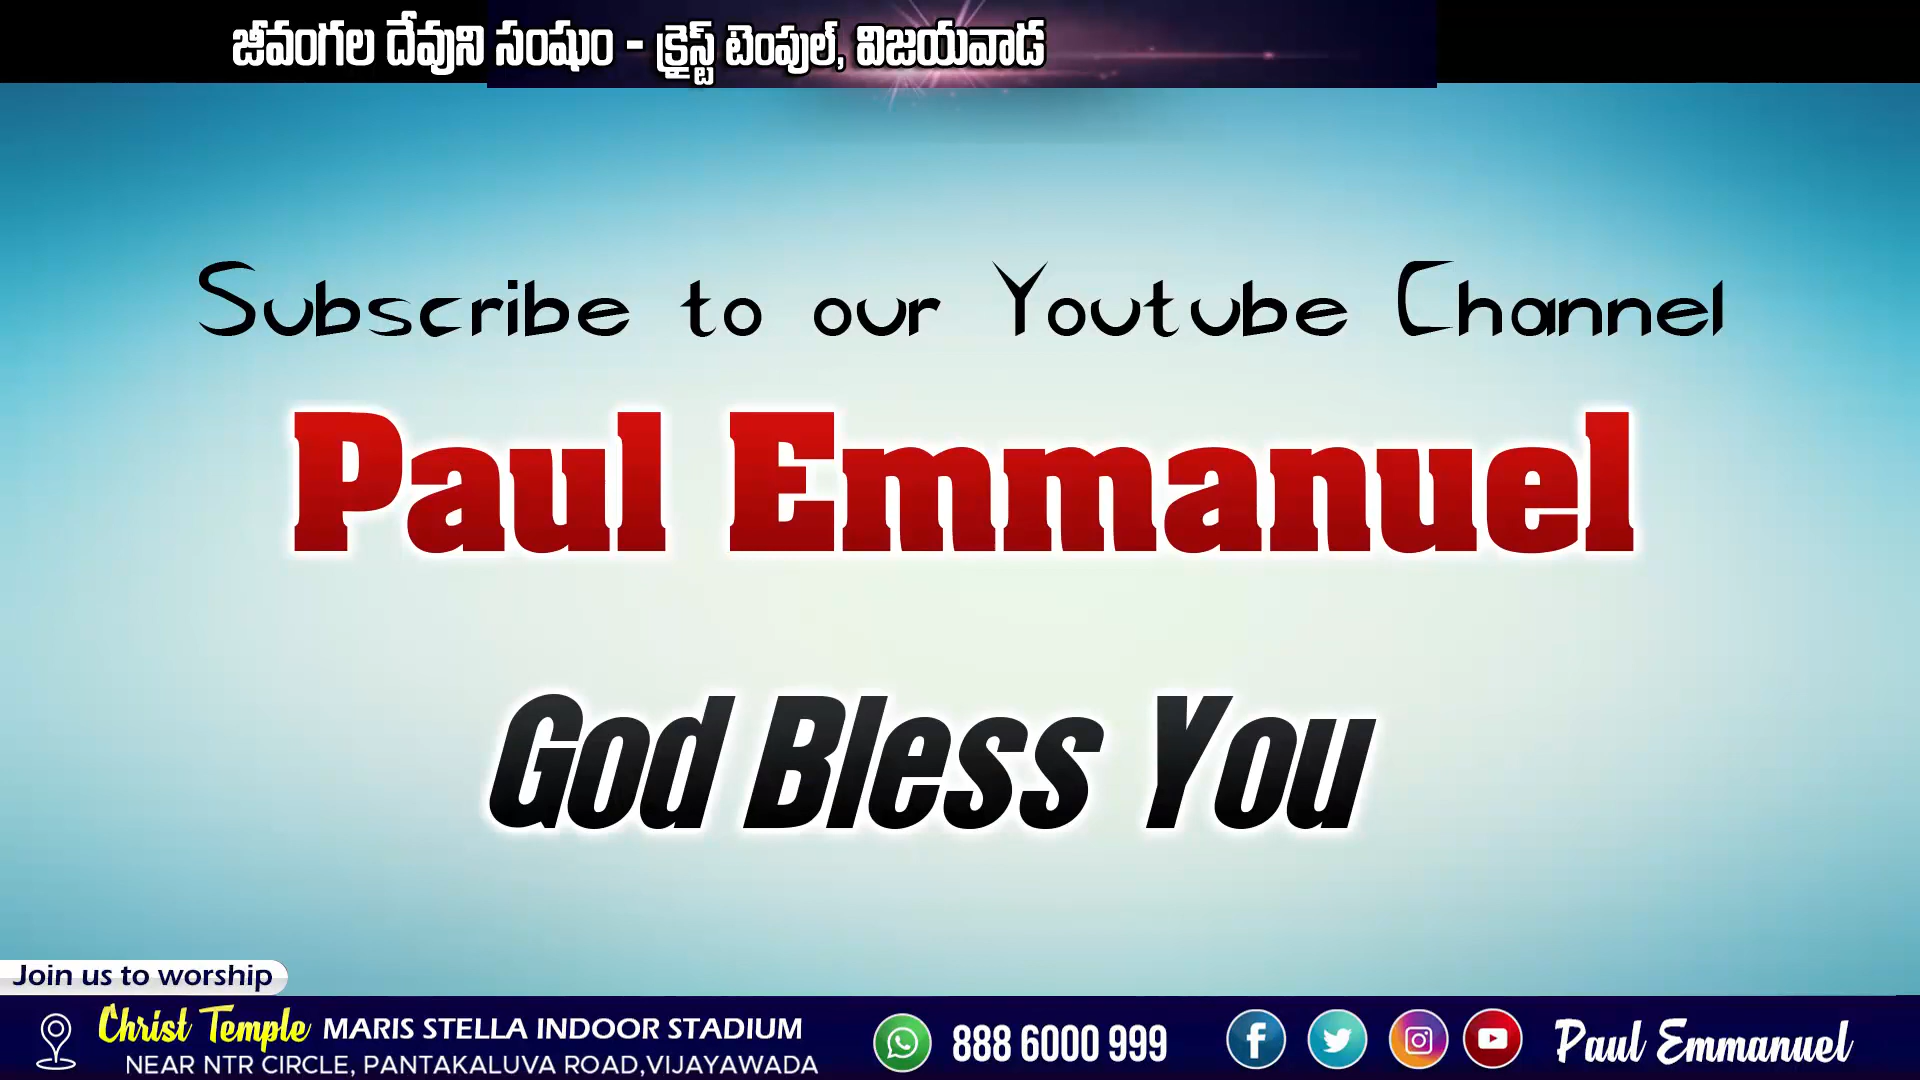 జీవంగల దేవుని సంఘం - క్రైస్ట్ టెంపుల్, విజయవాడ
Subscribe to our Youtube Channel
Paul Emmanuel
God Bless You
Join us to worship
Christ Temple MARIS STELLA INDOOR STADIUM
NEAR NTR CIRCLE, PANTAKALUVA ROAD,VIJAYAWADA
888 6000 999
Paul Emmanuel